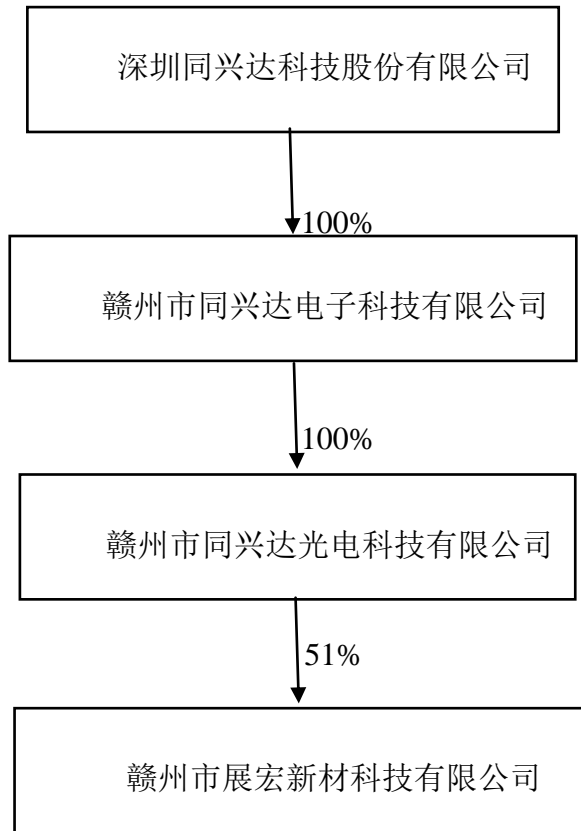 深圳同兴达科技股份有限公司
100%
赣州市同兴达电子科技有限公司
100%
赣州市同兴达光电科技有限公司
51%
赣州市展宏新材科技有限公司